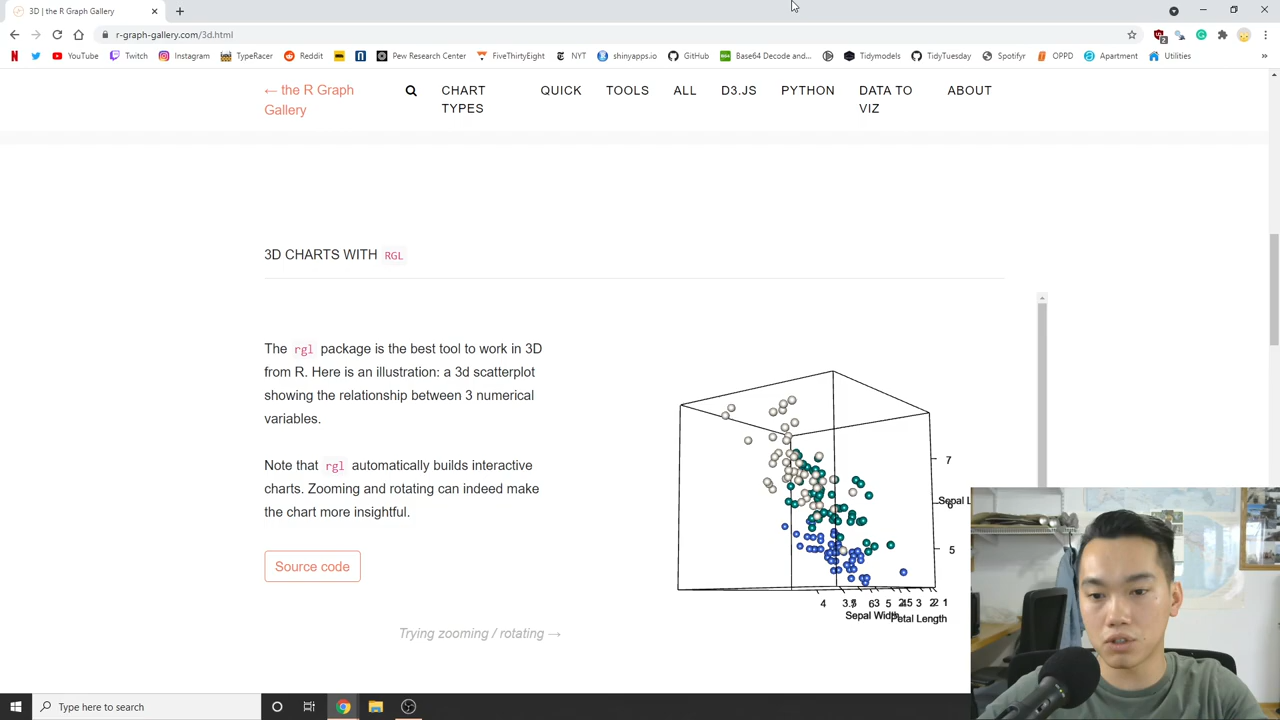 3D | the R Graph Gallery
r-graph-gallery.com/3d.html
YouTube Twitch Instagram TypeRacer Reddit Pew Research Center FiveThirtyEight NYT shinyapps.io GitHub Base64 Decode and... Tidymodels TidyTuesday Spotifyr OPPD Apartment Utilities »
← the R Graph
Gallery
CHART
TYPES
QUICK
TOOLS
ALL
D3.JS
PYTHON
DATA TO
VIZ
ABOUT
3D CHARTS WITH RGL
The rgl package is the best tool to work in 3D
from R. Here is an illustration: a 3d scatterplot
showing the relationship between 3 numerical
variables.
Note that rgl automatically builds interactive
charts. Zooming and rotating can indeed make
the chart more insightful.
Source code
Trying zooming / rotating →
7
Sepal L
5
4
Sepal Width
Petal Length
Type here to search